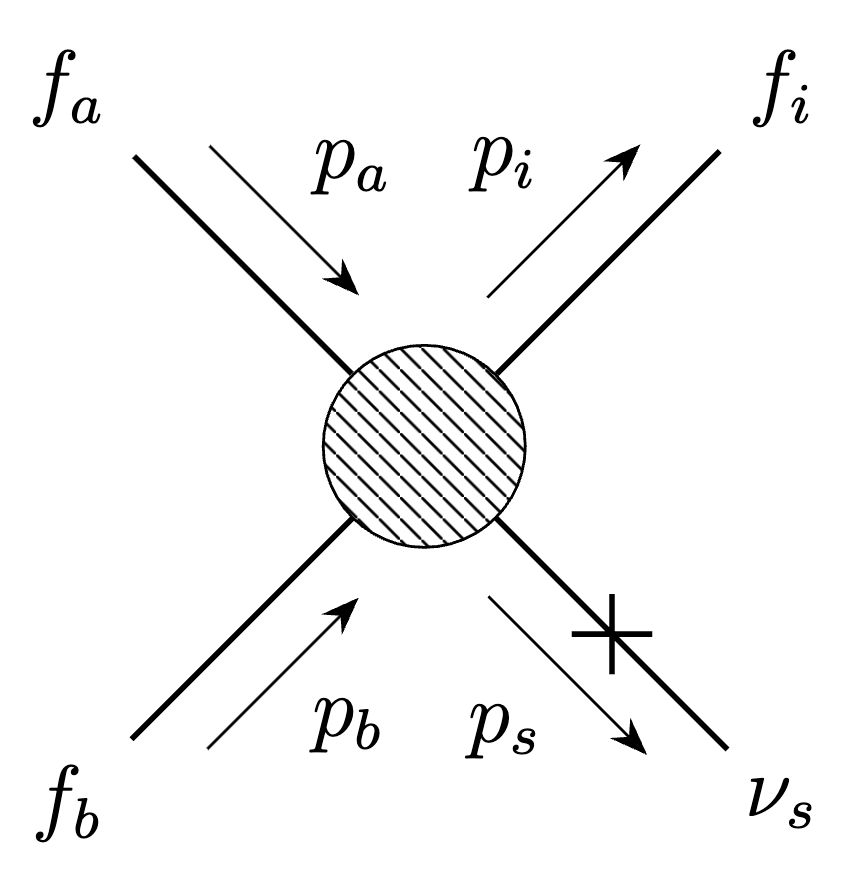 f_a f_i
p_a p_i
p_b p_s
f_b ν_s